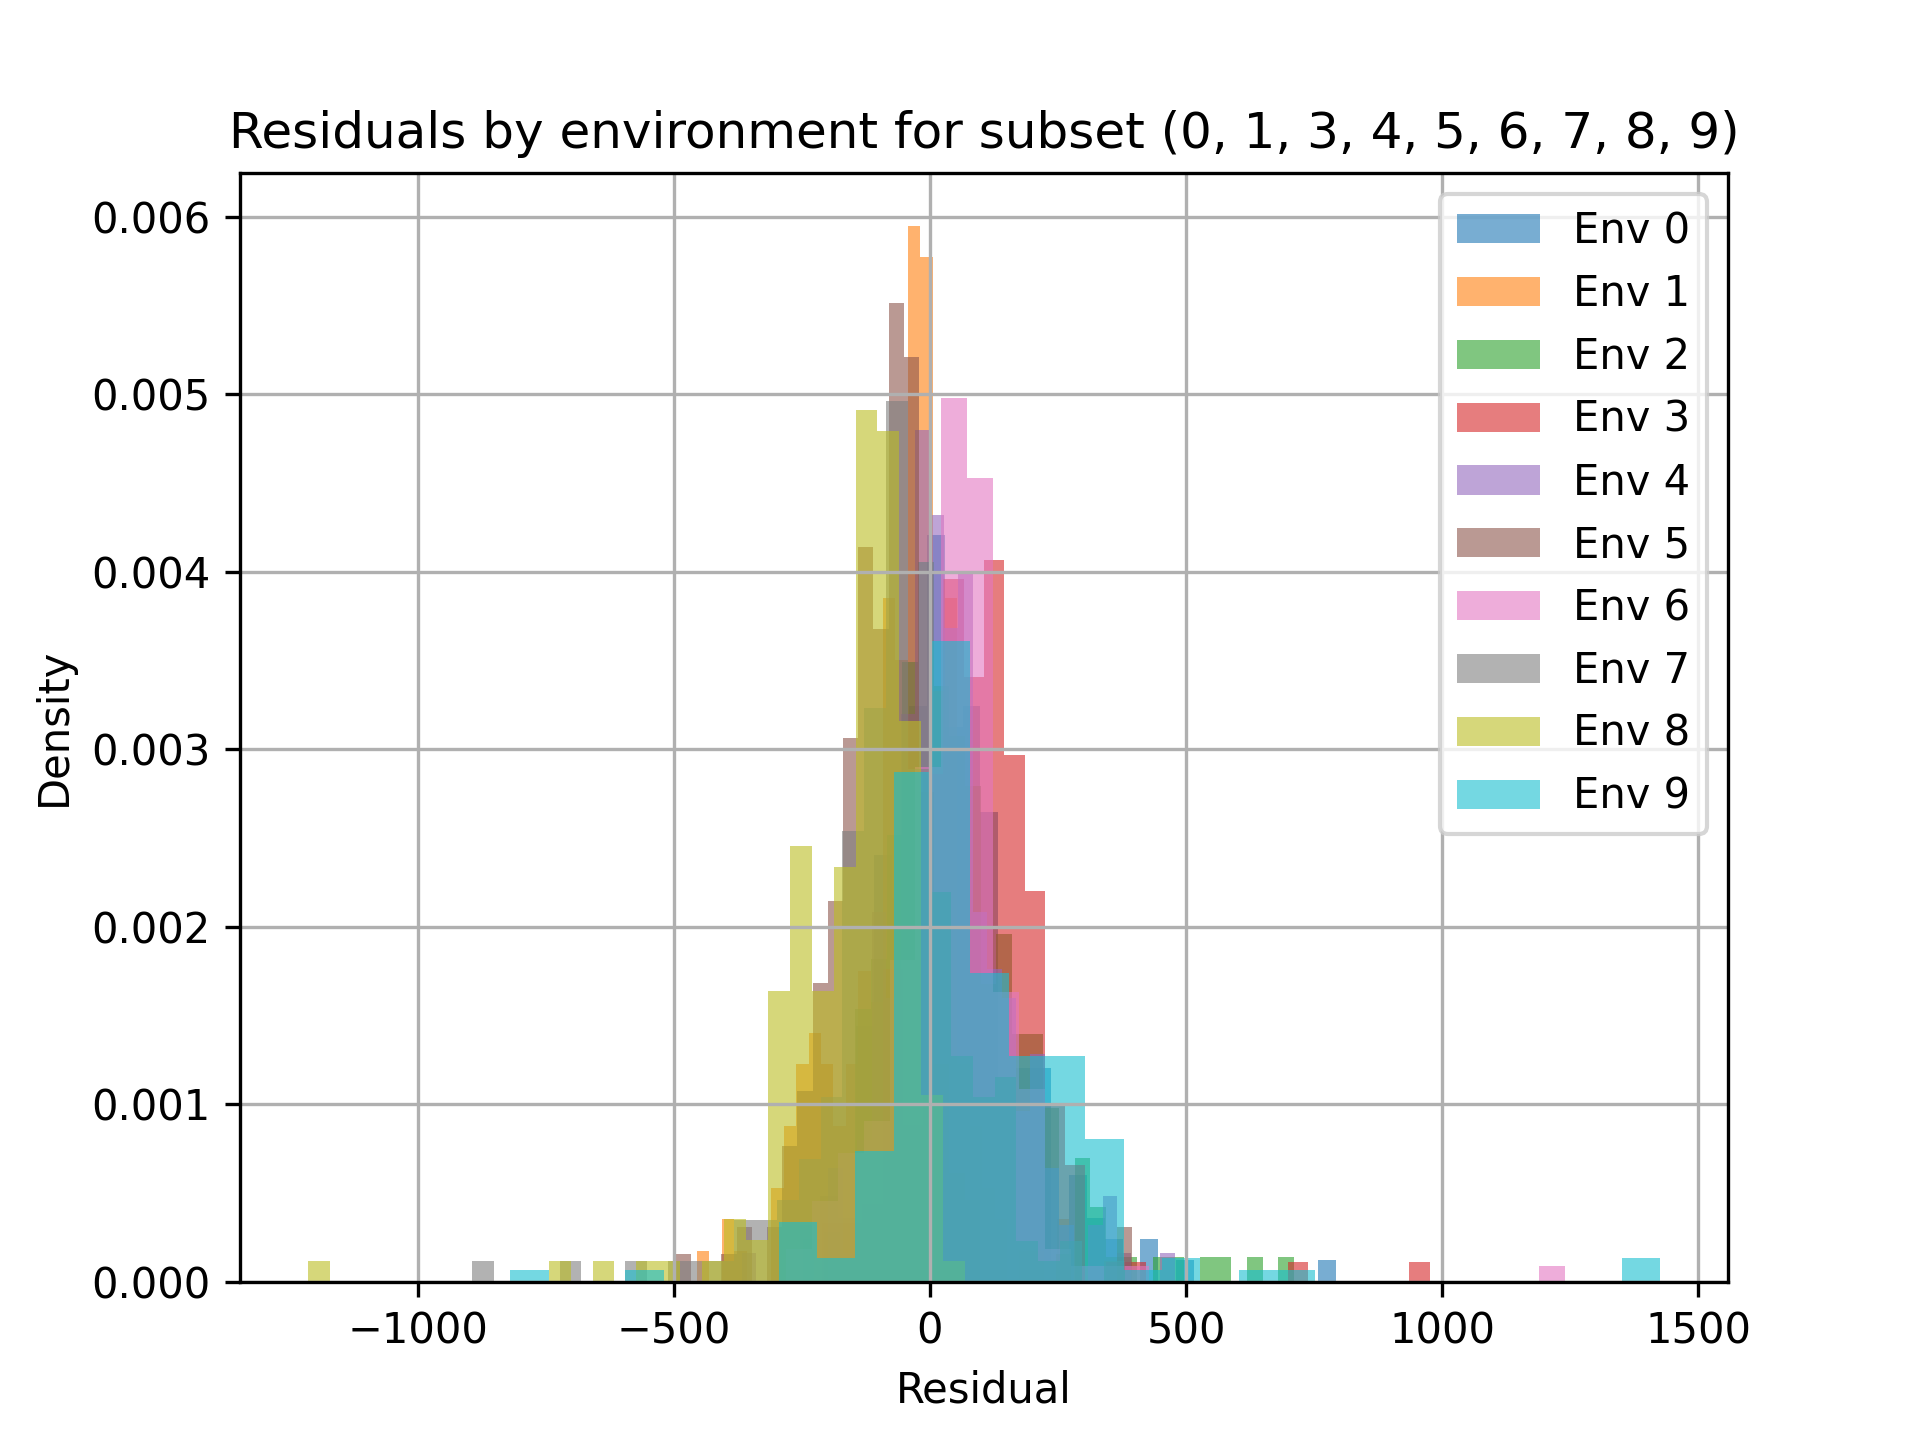 Residuals by environment for subset (0, 1, 3, 4, 5, 6, 7, 8, 9)
0.006
0.005
0.004
0.003
0.002
0.001
0.000
Density
−1000
−500
0
500
1000
1500
Residual
Env 0
Env 1
Env 2
Env 3
Env 4
Env 5
Env 6
Env 7
Env 8
Env 9